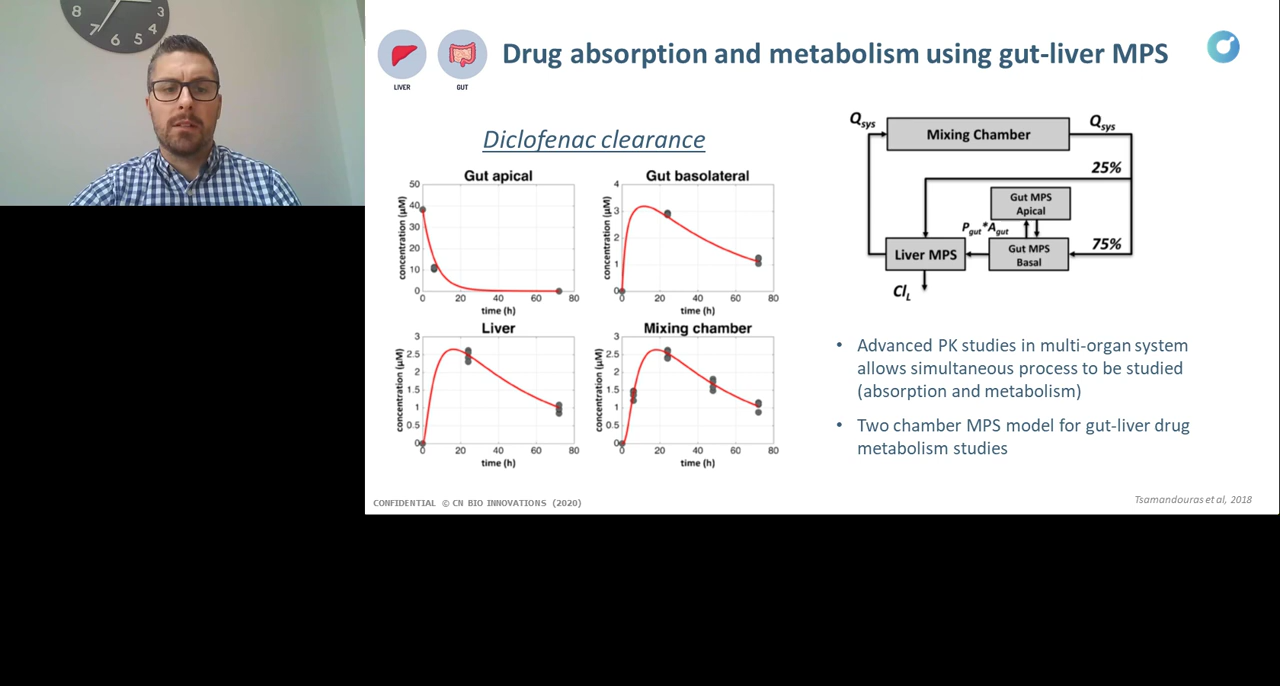 8 3
7 4
6 5
LIVER
GUT
Drug absorption and metabolism using gut-liver MPS
Diclofenac clearance
Gut apical
concentration (µM)
50
40
30
20
10
0
0 20 40 60 80
time (h)
Gut basolateral
concentration (µM)
4
3
2
1
0
0 20 40 60 80
time (h)
Liver
concentration (µM)
3
2.5
2
1.5
1
0.5
0
0 20 40 60 80
time (h)
Mixing chamber
concentration (µM)
3
2.5
2
1.5
1
0.5
0
0 20 40 60 80
time (h)
Qsys
Mixing Chamber
Qsys
25%
Gut MPS
Apical
Pgut*Agut
Liver MPS
Gut MPS
Basal
75%
ClL
• Advanced PK studies in multi-organ system
allows simultaneous process to be studied
(absorption and metabolism)
• Two chamber MPS model for gut-liver drug
metabolism studies
CONFIDENTIAL © CN BIO INNOVATIONS (2020)
Tsamandouras et al, 2018